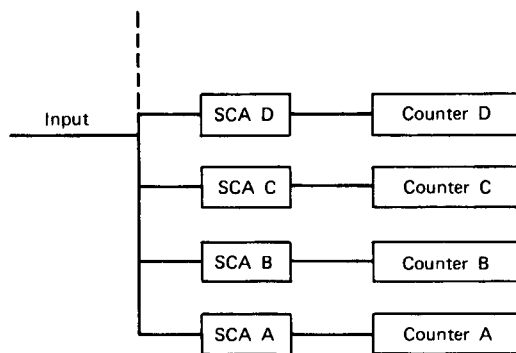 SCA D
Counter D
Input
SCA C
Counter C
SCA B
Counter B
SCA A
Counter A